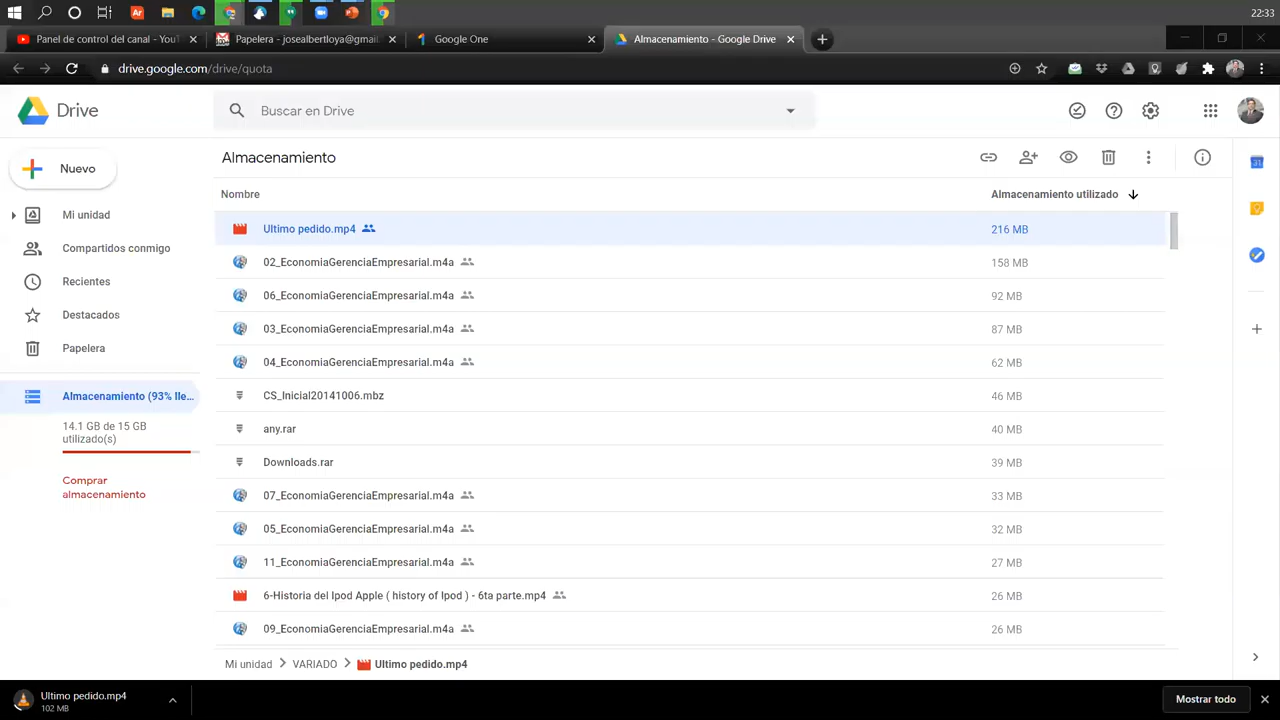 22:33
Panel de control del canal - YouT
Papelera - josealbertloya@gmail
Google One
Almacenamiento - Google Drive
drive.google.com/drive/quota
Drive
Buscar en Drive
Nuevo
Mi unidad
Compartidos conmigo
Recientes
Destacados
Papelera
Almacenamiento (93% lle...
14.1 GB de 15 GB
utilizado(s)
Comprar
almacenamiento
Almacenamiento
Nombre
Almacenamiento utilizado
Ultimo pedido.mp4
216 MB
02_EconomiaGerenciaEmpresarial.m4a
158 MB
06_EconomiaGerenciaEmpresarial.m4a
92 MB
03_EconomiaGerenciaEmpresarial.m4a
87 MB
04_EconomiaGerenciaEmpresarial.m4a
62 MB
CS_Inicial20141006.mbz
46 MB
any.rar
40 MB
Downloads.rar
39 MB
07_EconomiaGerenciaEmpresarial.m4a
33 MB
05_EconomiaGerenciaEmpresarial.m4a
32 MB
11_EconomiaGerenciaEmpresarial.m4a
27 MB
6-Historia del Ipod Apple ( history of Ipod ) - 6ta parte.mp4
26 MB
09_EconomiaGerenciaEmpresarial.m4a
26 MB
Mi unidad > VARIADO > Ultimo pedido.mp4
Ultimo pedido.mp4
102 MB
Mostrar todo